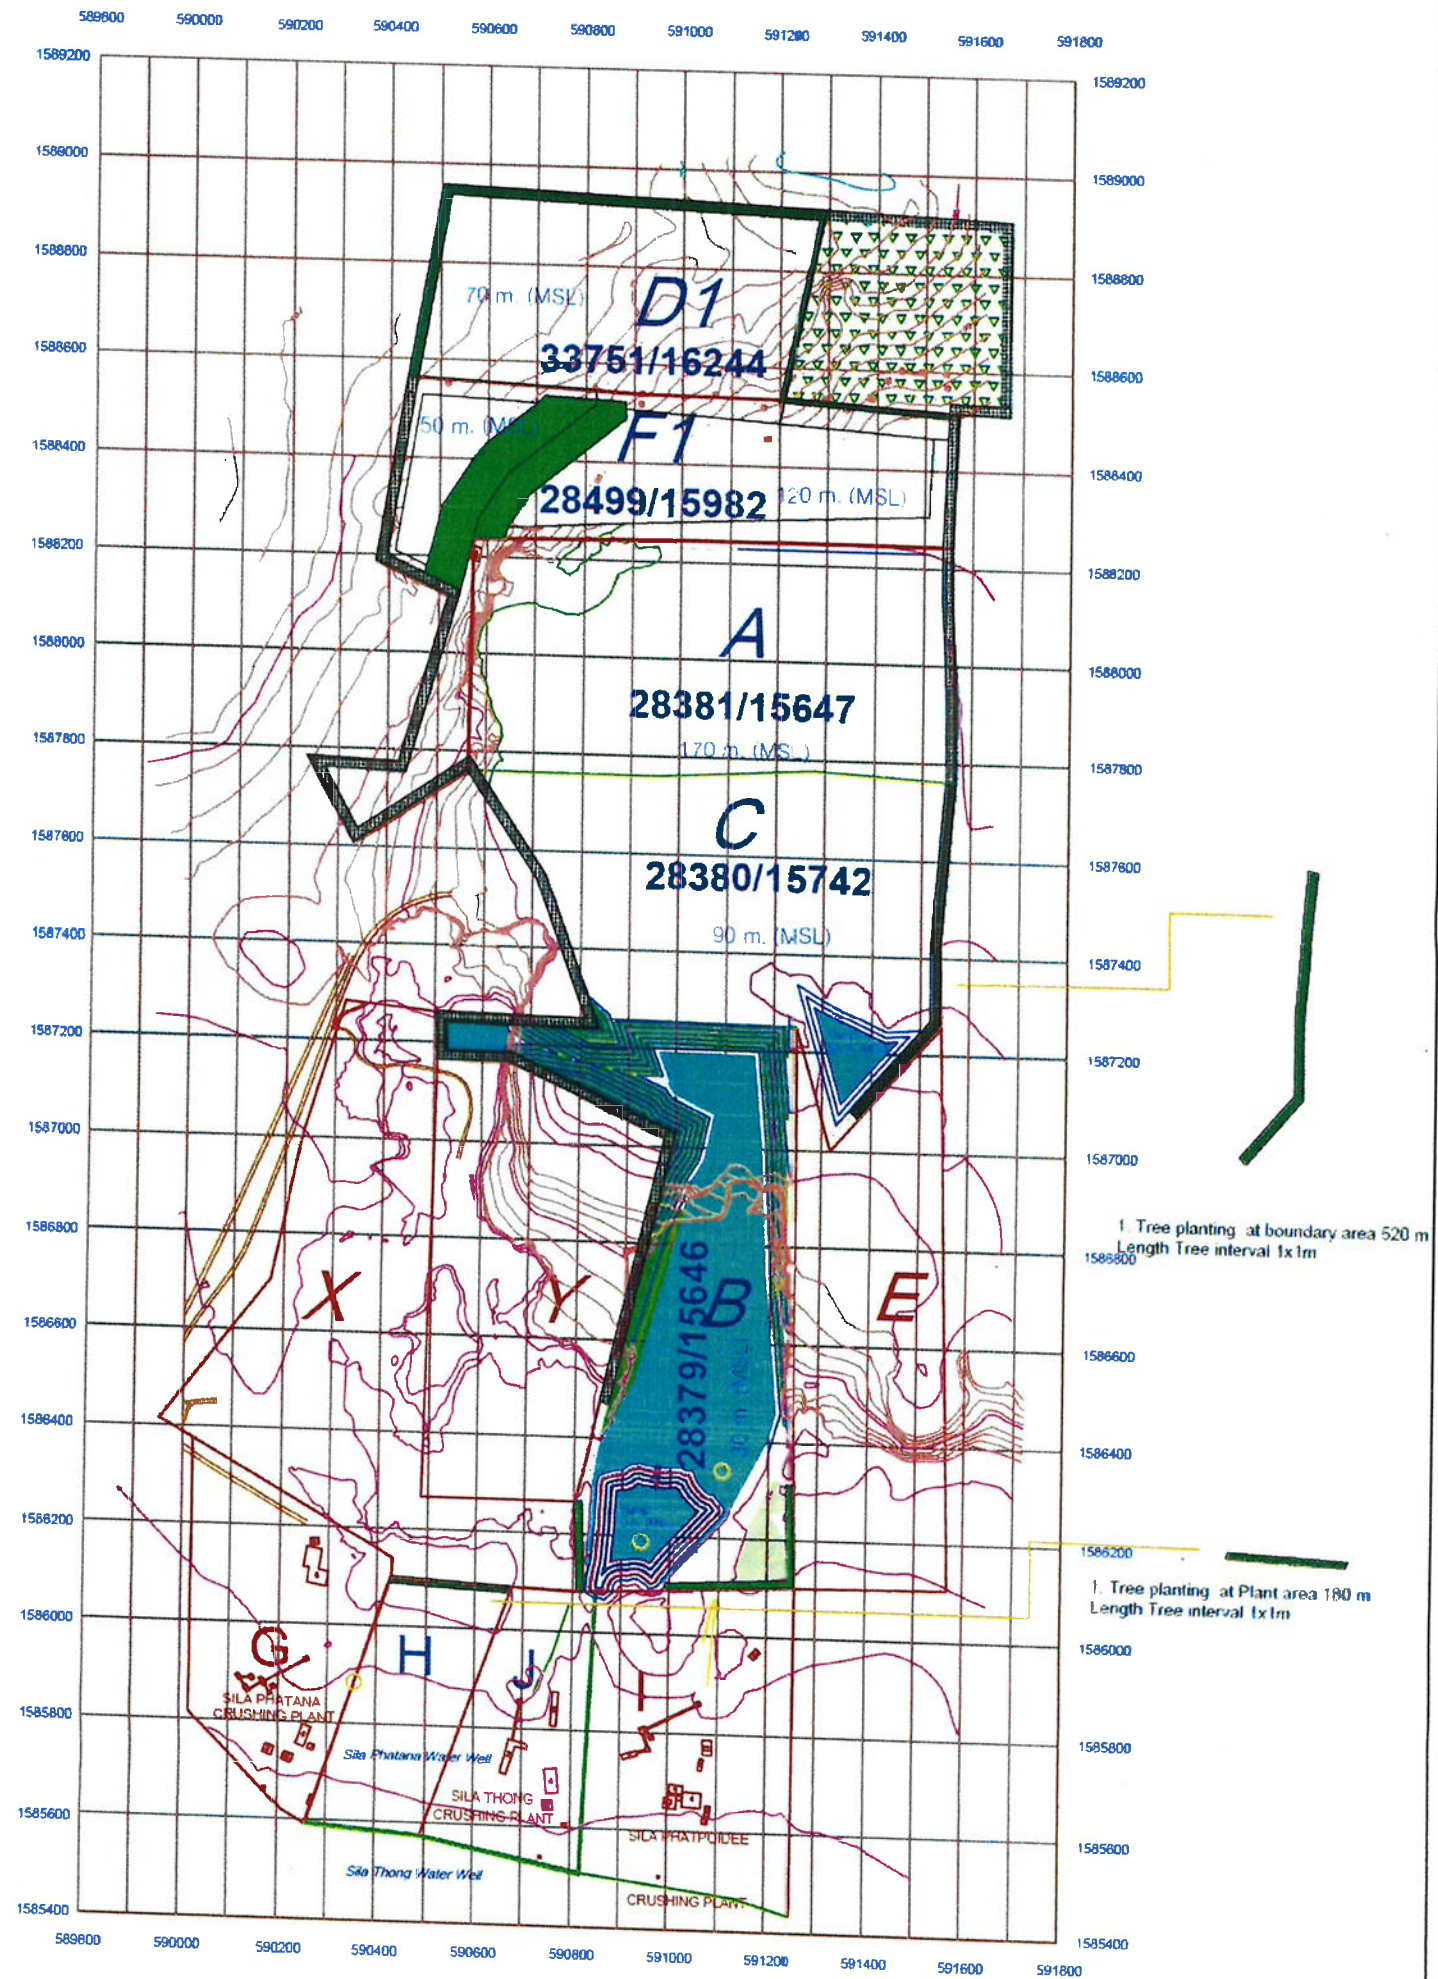 589800 590000 590200 590400 590600 590800 591000 591200 591400 591600 591800
1589200 1589200
1589000 1589000
1588800 1588800
70 m. (MSL) D1
33751/16244
1588600 1588600
50 m. (MSL) F1
1588400 1588400
28499/15982 120 m. (MSL)
1588200 1588200
A
1588000 1588000
28381/15647
170 m. (MSL)
1587800 1587800
C
1587600 1587600
28380/15742
90 m. (MSL)
1587400 1587400
1587200 1587200
1587000 1587000
1. Tree planting at boundary area 520 m
Length Tree interval 1x1m
1586800 1586800
X Y B E
28379/15646
1586600 1586600
1586400 1586400
1586200 1586200
1. Tree planting at Plant area 180 m
Length Tree interval 1x1m
1586000 1586000
G H J I
SILA PHATANA
CRUSHING PLANT
1585800 1585800
Sila Phatana Water Well
SILA THONG
CRUSHING PLANT
1585600 1585600
SILA PHATPOIDEE
CRUSHING PLANT
Sila Thong Water Well
1585400 1585400
589800 590000 590200 590400 590600 590800 591000 591200 591400 591600 591800